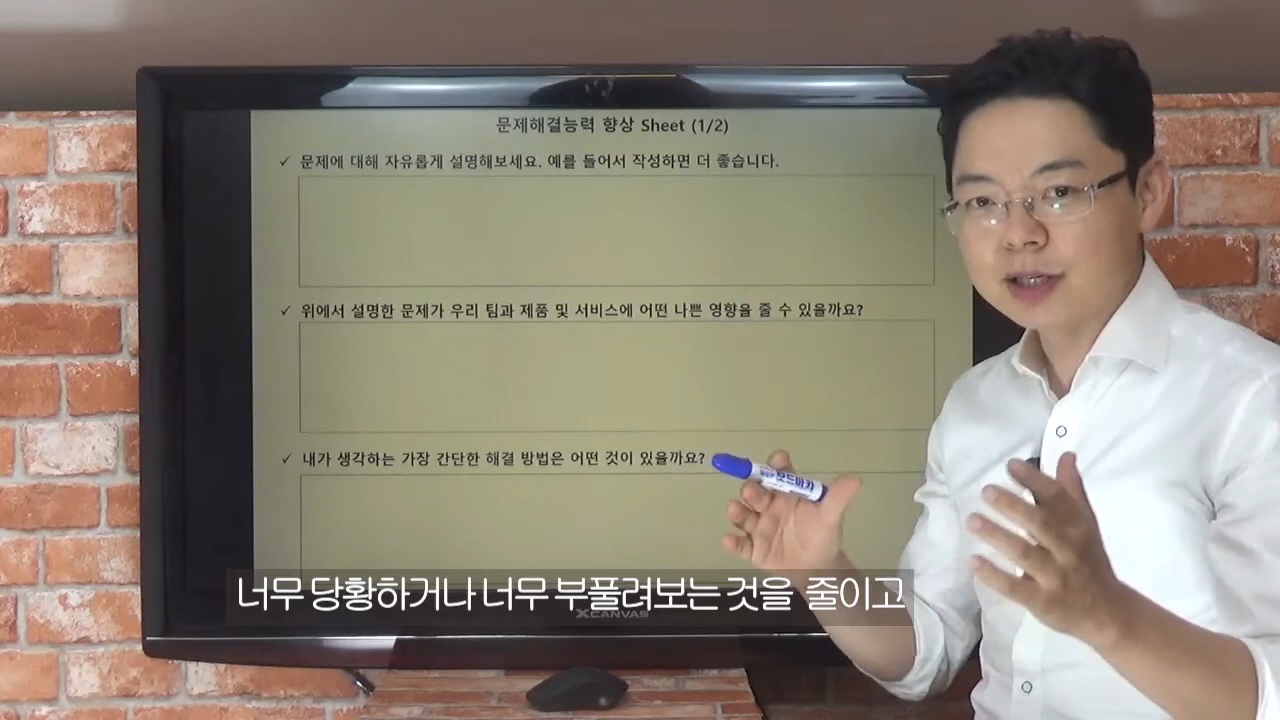 문제해결능력 향상 Sheet (1/2)
✓ 문제에 대해 자유롭게 설명해보세요. 예를 들어서 작성하면 더 좋습니다.
✓ 위에서 설명한 문제가 우리 팀과 제품 및 서비스에 어떤 나쁜 영향을 줄 수 있을까요?
✓ 내가 생각하는 가장 간단한 해결 방법은 어떤 것이 있을까요?
보드마카
너무 당황하거나 너무 부풀려보는 것을 줄이고
XCANVAS